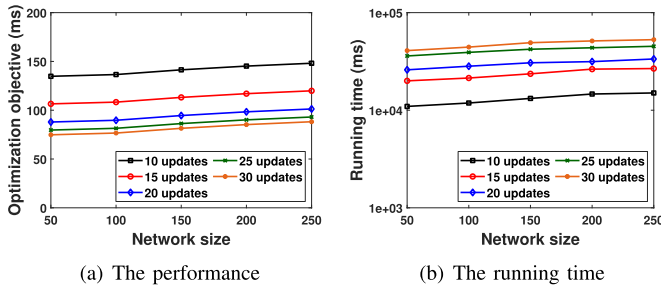 Optimization objective (ms)
200
150
100
50
0
10 updates
15 updates
20 updates
25 updates
30 updates
50
100
150
200
250
Network size
(a) The performance
Running time (ms)
1e+05
1e+04
1e+03
10 updates
15 updates
20 updates
25 updates
30 updates
50
100
150
200
250
Network size
(b) The running time